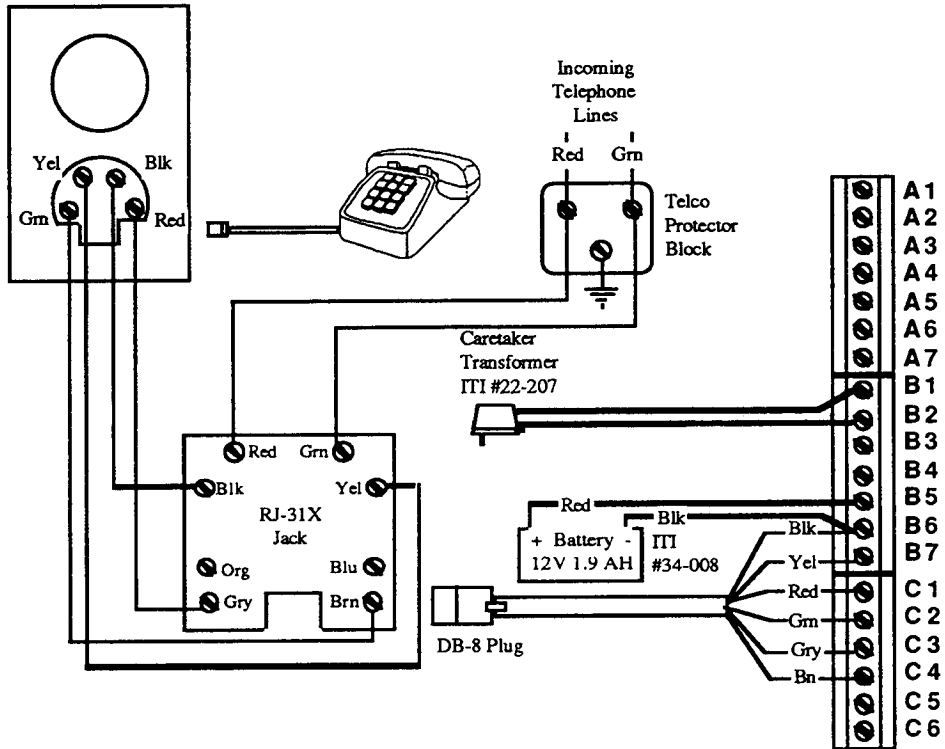 Yel
Blk
Grn
Red
Incoming
Telephone
Lines
Red
Grn
Telco
Protector
Block
Caretaker
Transformer
ITI #22-207
Red
Grn
Blk
Yel
RJ-31X
Jack
Org
Blu
Gry
Brn
Red
Blk
+ Battery -
12V 1.9 AH
ITI
#34-008
DB-8 Plug
Blk
Yel
Red
Grn
Gry
Bn
A1
A2
A3
A4
A5
A6
A7
B1
B2
B3
B4
B5
B6
B7
C1
C2
C3
C4
C5
C6